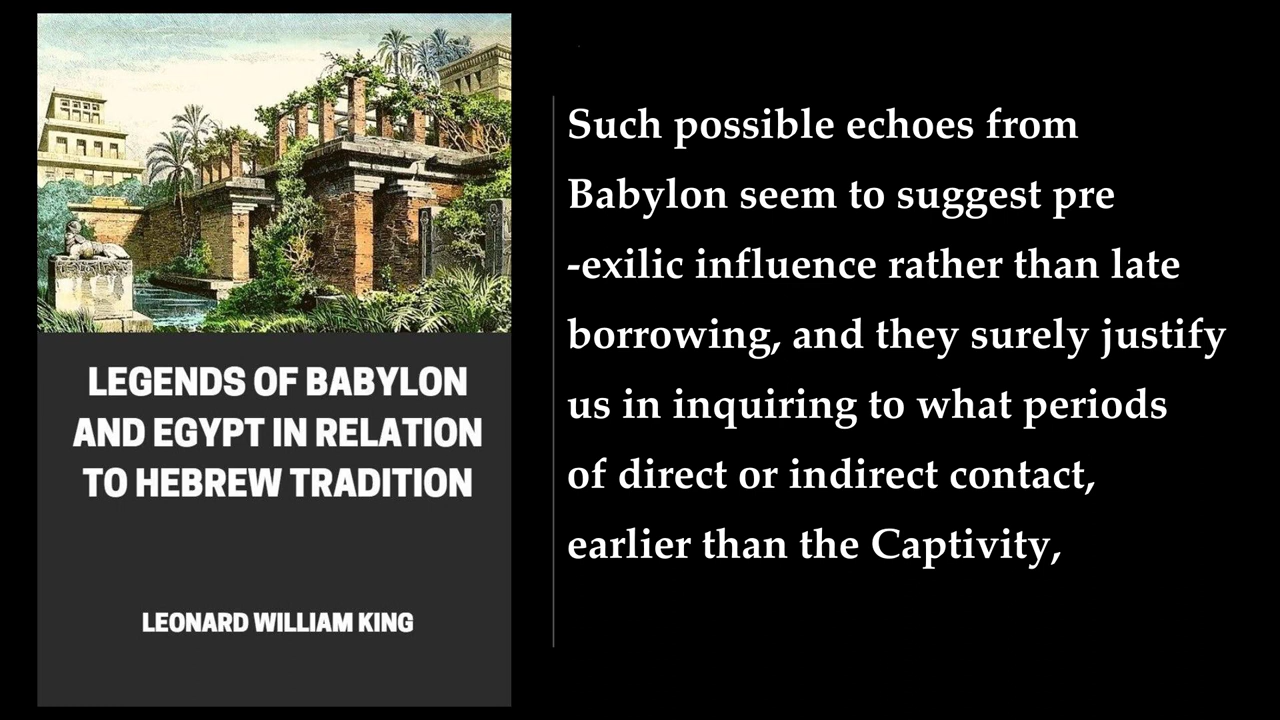 LEGENDS OF BABYLON
AND EGYPT IN RELATION
TO HEBREW TRADITION
LEONARD WILLIAM KING
Such possible echoes from
Babylon seem to suggest pre
-exilic influence rather than late
borrowing, and they surely justify
us in inquiring to what periods
of direct or indirect contact,
earlier than the Captivity,